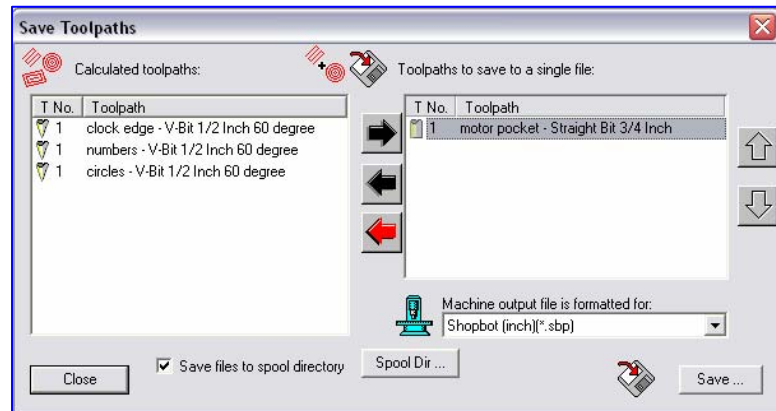 Save Toolpaths
Calculated toolpaths:
T No. Toolpath
1 clock edge - V-Bit 1/2 Inch 60 degree
1 numbers - V-Bit 1/2 Inch 60 degree
1 circles - V-Bit 1/2 Inch 60 degree
Toolpaths to save to a single file:
T No. Toolpath
1 motor pocket - Straight Bit 3/4 Inch
Machine output file is formatted for:
Shopbot (inch)(*.sbp)
Save files to spool directory
Spool Dir ...
Close
Save ...